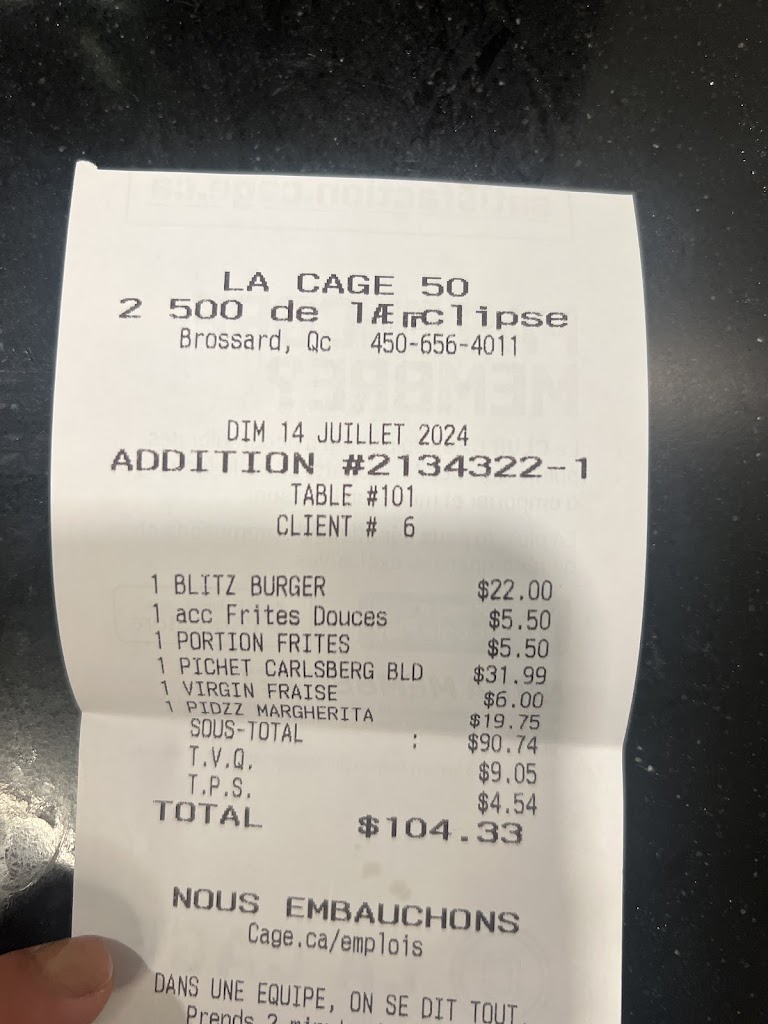 LA CAGE 50
2 500 de lÆ╓clipse
Brossard, Qc 450-656-4011
DIM 14 JUILLET 2024
ADDITION #2134322-1
TABLE #101
CLIENT # 6
1 BLITZ BURGER $22.00
1 acc Frites Douces $5.50
1 PORTION FRITES $5.50
1 PICHET CARLSBERG BLD $31.99
1 VIRGIN FRAISE $6.00
1 PIDZZ MARGHERITA $19.75
SOUS-TOTAL : $90.74
T.V.Q. $9.05
T.P.S. $4.54
TOTAL $104.33
NOUS EMBAUCHONS
Cage.ca/emplois
DANS UNE EQUIPE, ON SE DIT TOUT.
Prends 2